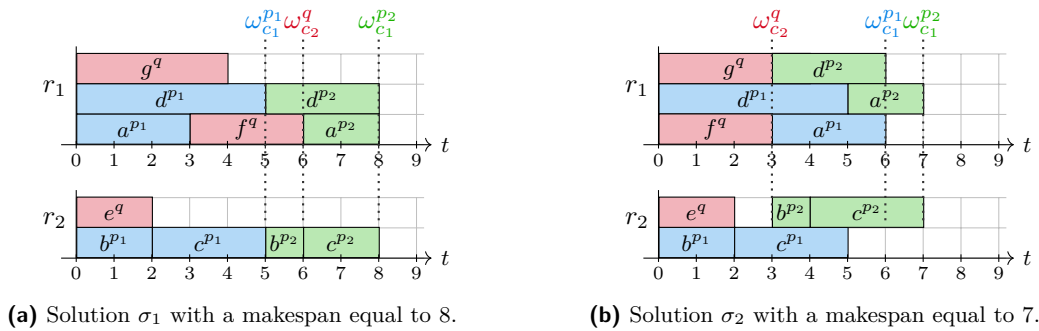 ω_{c_1}^{p_1} ω_{c_2}^{q} ω_{c_1}^{p_2}
r_1
g^q
d^{p_1} d^{p_2}
a^{p_1} f^q a^{p_2}
0 1 2 3 4 5 6 7 8 9 t
r_2
e^q
b^{p_1} c^{p_1} b^{p_2} c^{p_2}
0 1 2 3 4 5 6 7 8 9 t
(a) Solution σ_1 with a makespan equal to 8.
ω_{c_2}^{q} ω_{c_1}^{p_1} ω_{c_1}^{p_2}
r_1
g^q d^{p_2}
d^{p_1} a^{p_2}
f^q a^{p_1}
0 1 2 3 4 5 6 7 8 9 t
r_2
e^q b^{p_2} c^{p_2}
b^{p_1} c^{p_1}
0 1 2 3 4 5 6 7 8 9 t
(b) Solution σ_2 with a makespan equal to 7.